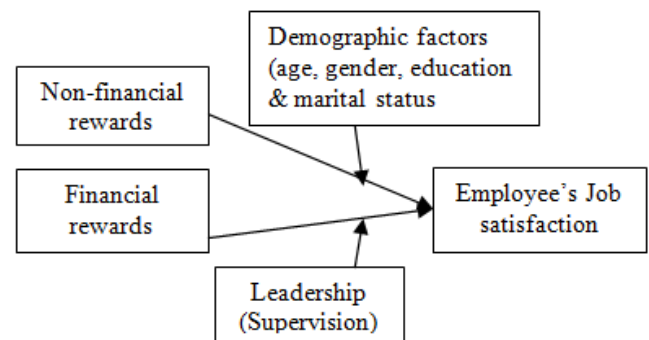 Demographic factors
(age, gender, education
& marital status
Non-financial
rewards
Financial
rewards
Employee's Job
satisfaction
Leadership
(Supervision)